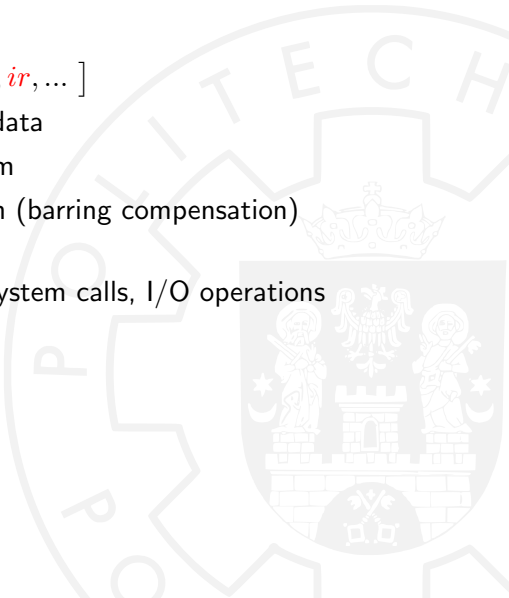 ir, ... ]
data
m
n (barring compensation)
ystem calls, I/O operations
P O L I T E C H
P O